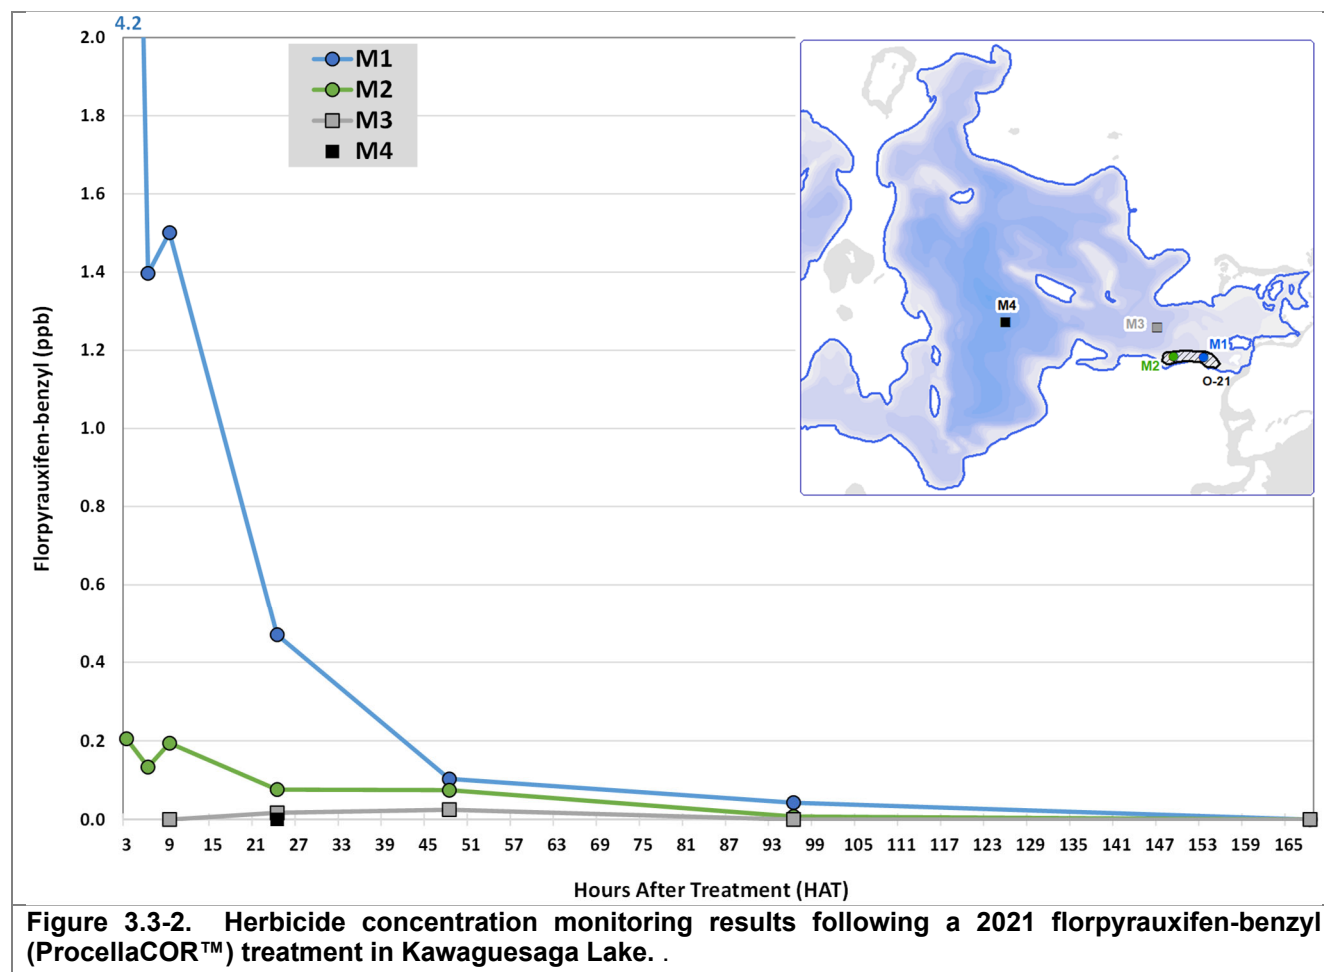 4.2
2.0
1.8
1.6
1.4
1.2
1.0
0.8
0.6
0.4
0.2
0.0
Florpyrauxifen-benzyl (ppb)
M1
M2
M3
M4
M4
M3
M1
M2
O-21
3 9 15 21 27 33 39 45 51 57 63 69 75 81 87 93 99 105 111 117 123 129 135 141 147 153 159 165
Hours After Treatment (HAT)
Figure 3.3-2. Herbicide concentration monitoring results following a 2021 florpyrauxifen-benzyl
(ProcellaCOR™) treatment in Kawaguesaga Lake. .